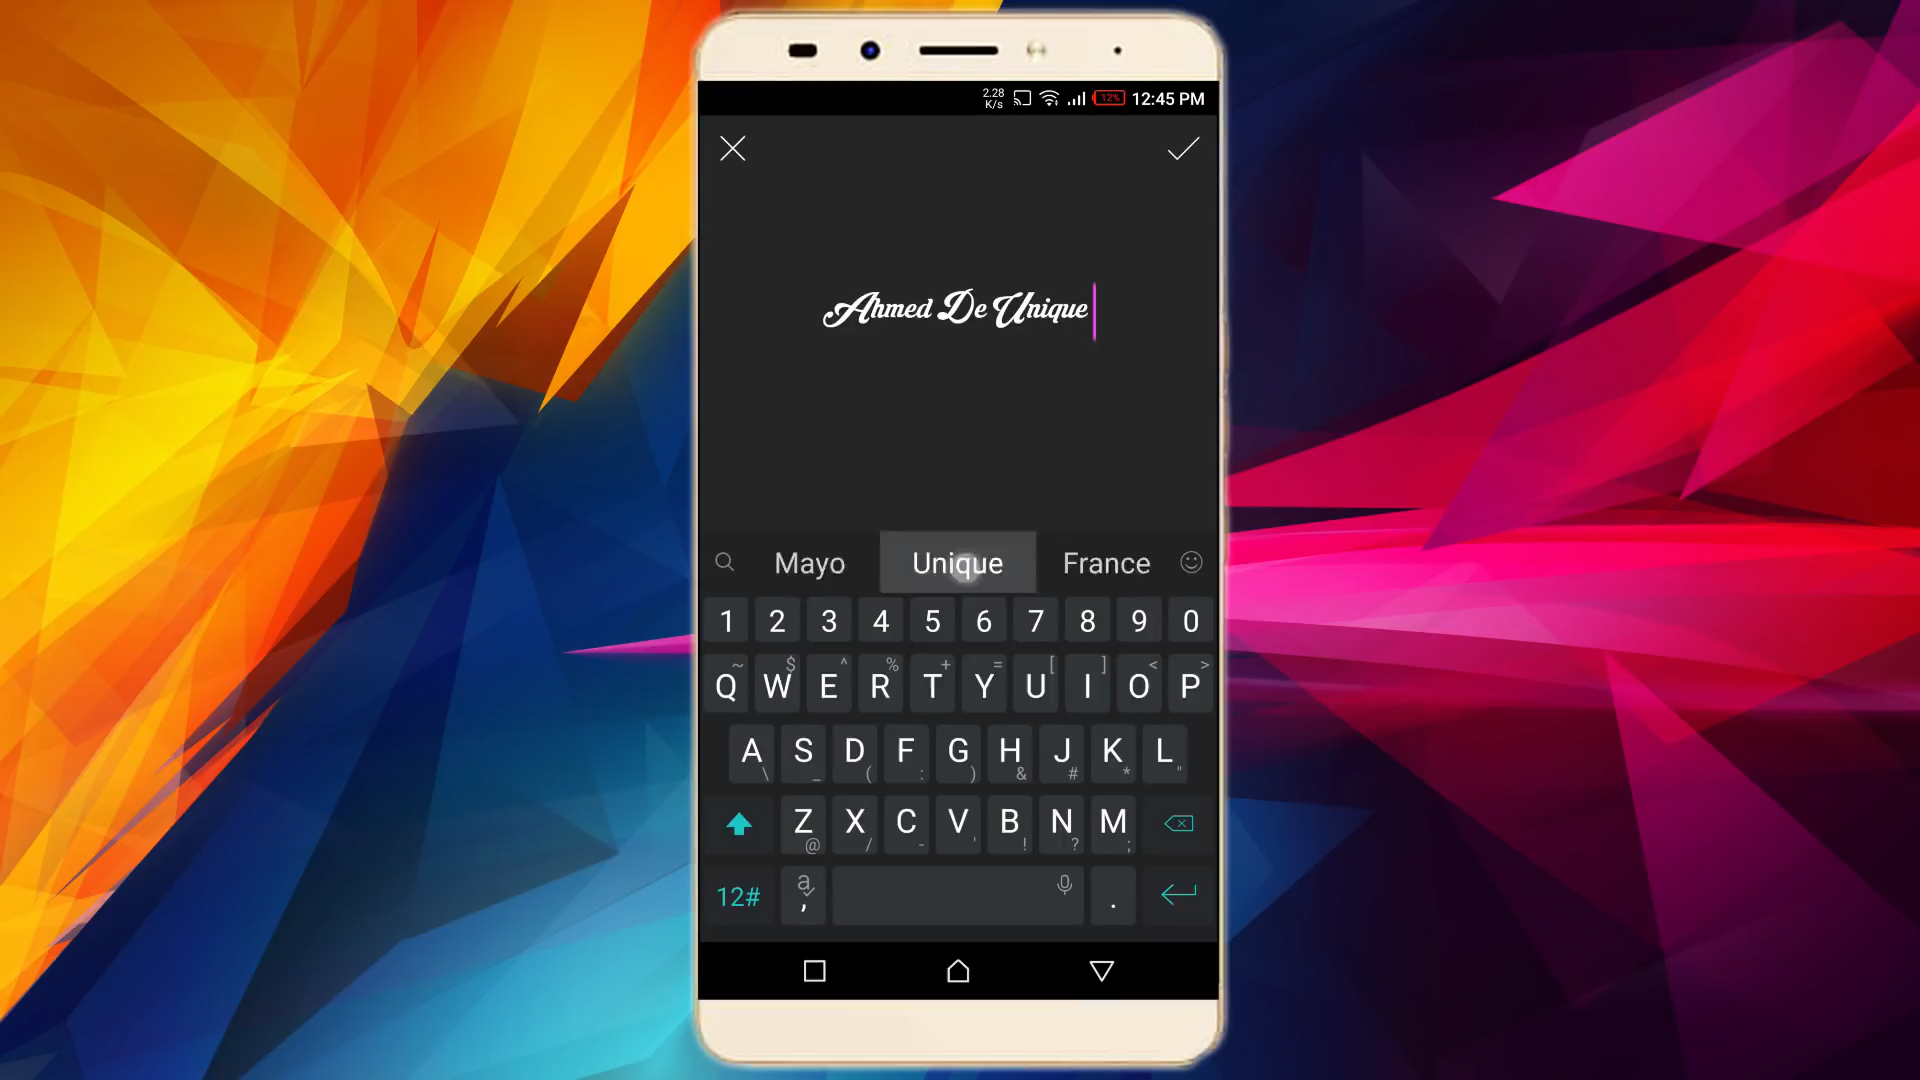 2.28 K/s 12% 12:45 PM
Ahmed De Unique
Mayo Unique France
1 2 3 4 5 6 7 8 9 0
~ $ ^ % + = [ ] < >
Q W E R T Y U I O P
A S D F G H J K L
\ _ ( : ) & # * "
Z X C V B N M
@ / - ' ! ? ;
12# a , .